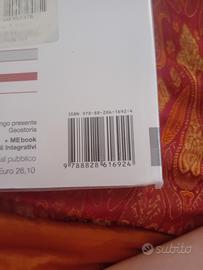 ISBN 978-88-286-1692-4
ngo presente
Geostoria
+ MEbook
i Integrativi
al pubblico
Euro 26,10
9 788828 616924
subito